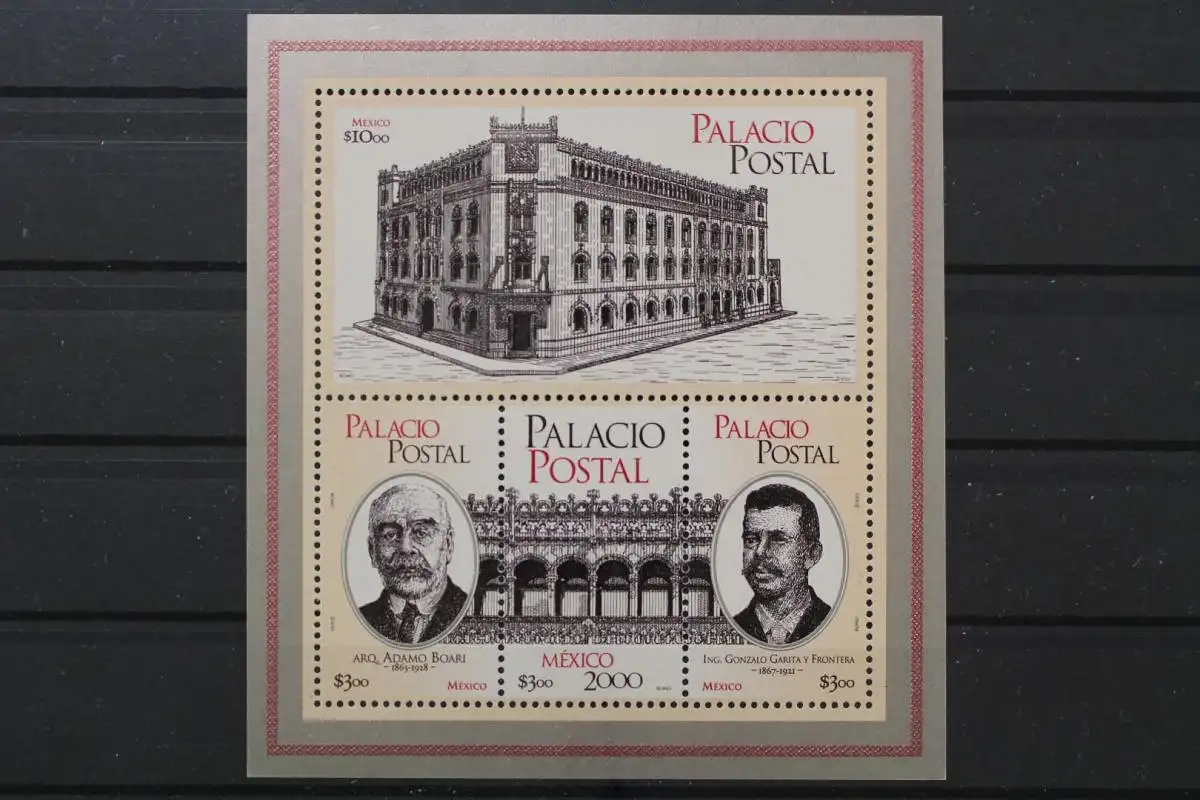 MÉXICO
$10.00
PALACIO
POSTAL
PALACIO
POSTAL
ARQ. ADAMO BOARI
- 1863-1928 -
$3.00
MÉXICO
PALACIO
POSTAL
MÉXICO
$3.00
2000
PALACIO
POSTAL
ING. GONZALO GARITA Y FRONTERA
- 1867-1921 -
MÉXICO
$3.00